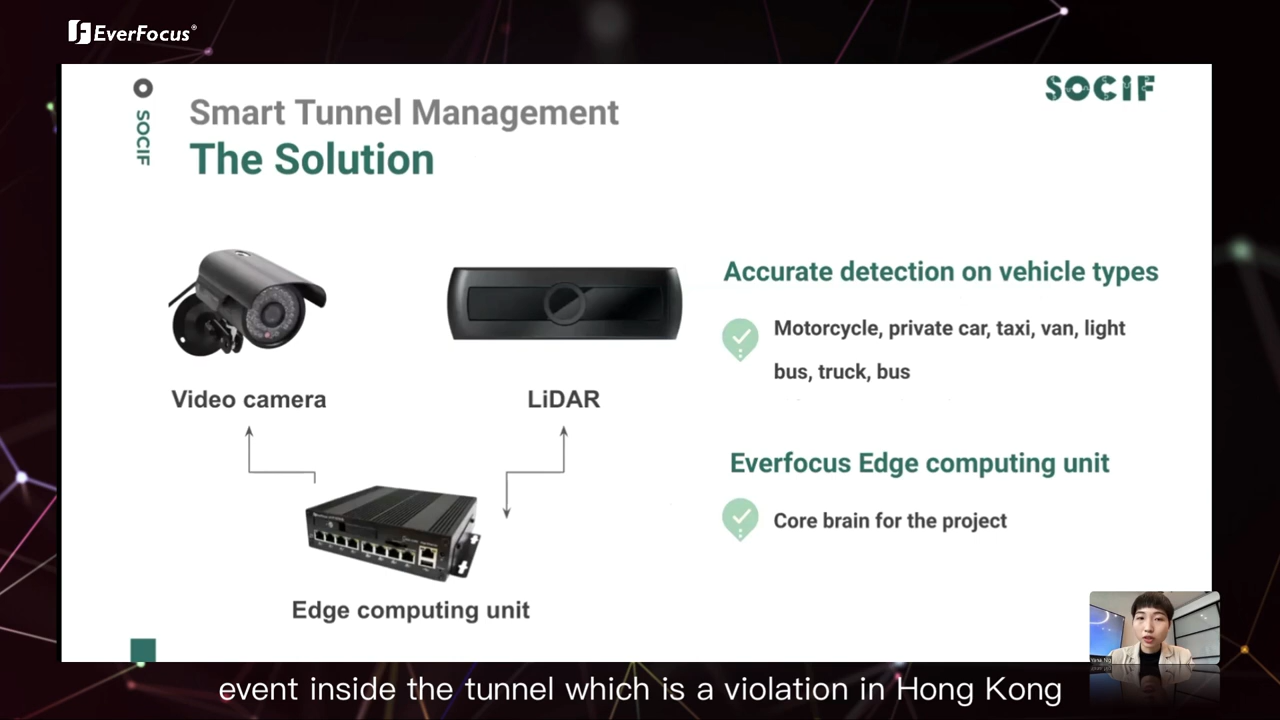 EverFocus®
SOCIF
SOCIF
Smart Tunnel Management
The Solution
Accurate detection on vehicle types
Motorcycle, private car, taxi, van, light
bus, truck, bus
Video camera
LiDAR
Everfocus Edge computing unit
Core brain for the project
Edge computing unit
event inside the tunnel which is a violation in Hong Kong